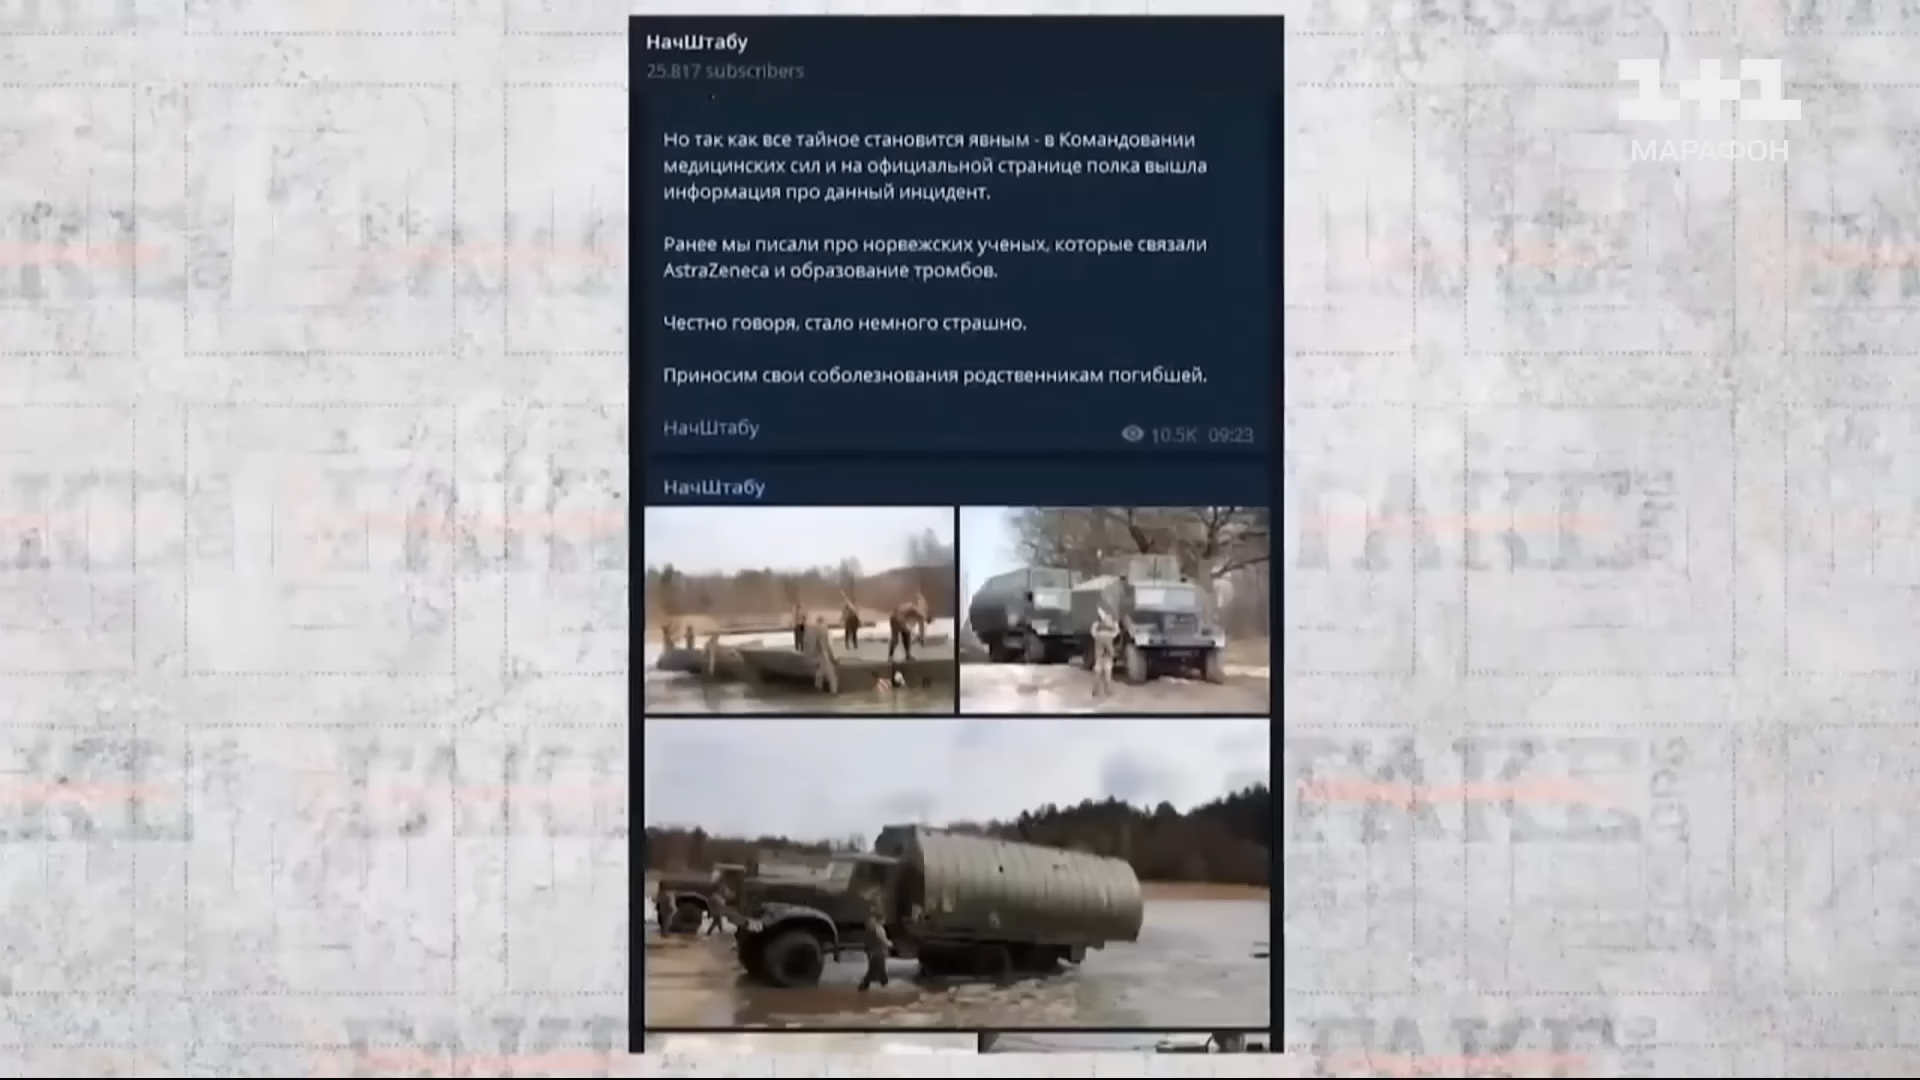 НачШтабу
25.817 subscribers
1+1
МАРАФОН
Но так как все тайное становится явным - в Командовании
медицинских сил и на официальной странице полка вышла
информация про данный инцидент.
Ранее мы писали про норвежских ученых, которые связали
AstraZeneca и образование тромбов.
Честно говоря, стало немного страшно.
Приносим свои соболезнования родственникам погибшей.
НачШтабу
10.5K 09:23
НачШтабу